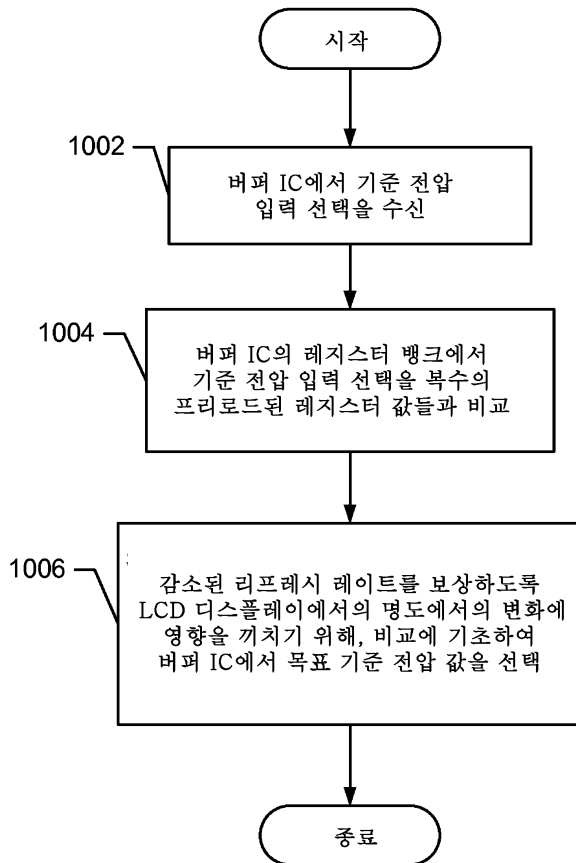 시작
1002
버퍼 IC에서 기준 전압
입력 선택을 수신
1004
버퍼 IC의 레지스터 뱅크에서
기준 전압 입력 선택을 복수의
프리로드된 레지스터 값들과 비교
1006
감소된 리프레시 레이트를 보상하도록
LCD 디스플레이에서의 명도에서의 변화에
영향을 끼치기 위해, 비교에 기초하여
버퍼 IC에서 목표 기준 전압 값을 선택
종료